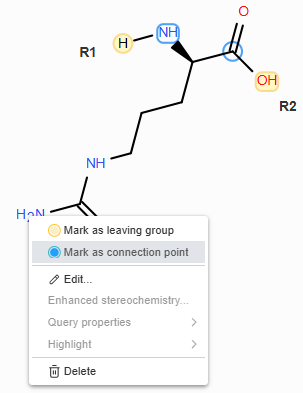 O
R1 H NH
OH
R2
NH
H₂N
Mark as leaving group
Mark as connection point
Edit...
Enhanced stereochemistry...
Query properties
Highlight
Delete